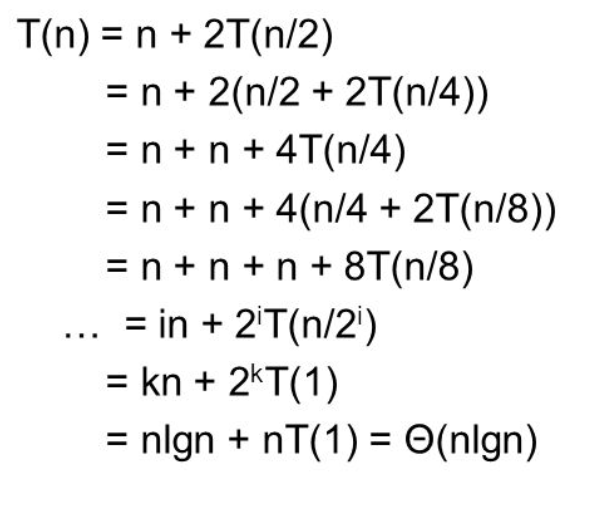 T(n) = n + 2T(n/2)
= n + 2(n/2 + 2T(n/4))
= n + n + 4T(n/4)
= n + n + 4(n/4 + 2T(n/8))
= n + n + n + 8T(n/8)
... = in + 2ⁱT(n/2ⁱ)
= kn + 2ᵏT(1)
= nlgn + nT(1) = Θ(nlgn)